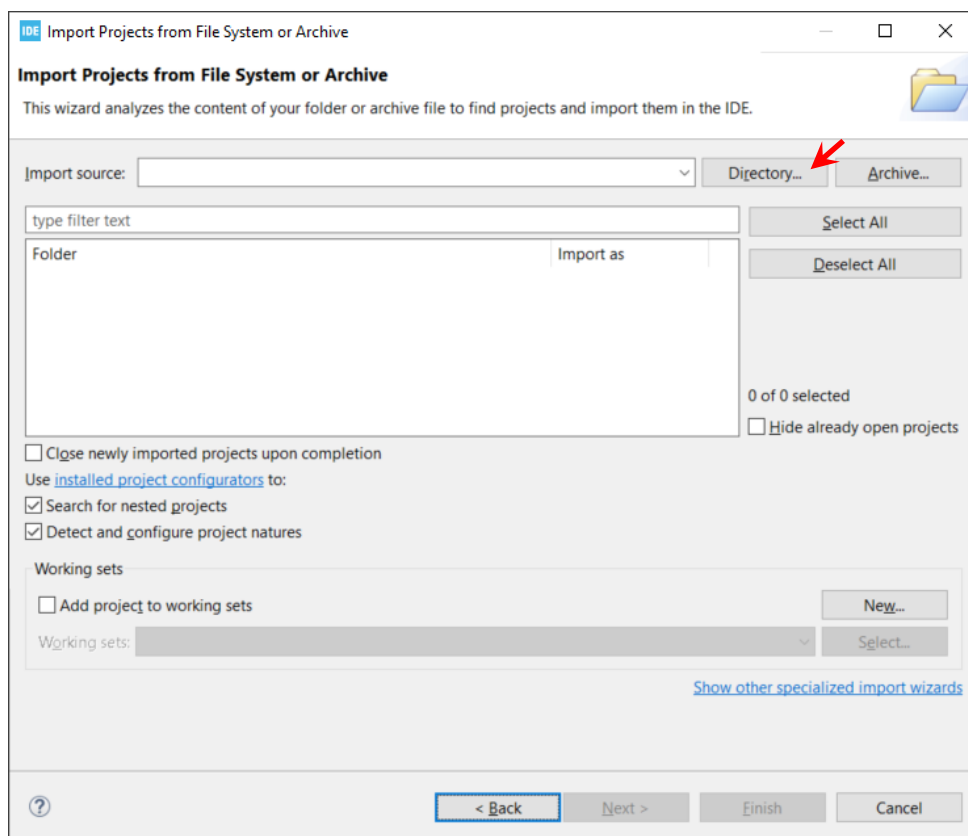 IDE Import Projects from File System or Archive
Import Projects from File System or Archive
This wizard analyzes the content of your folder or archive file to find projects and import them in the IDE.
Import source: Directory... Archive...
type filter text Select All
Folder Import as
Deselect All
0 of 0 selected
Hide already open projects
Close newly imported projects upon completion
Use installed project configurators to:
Search for nested projects
Detect and configure project natures
Working sets
Add project to working sets New...
Working sets: Select...
Show other specialized import wizards
? < Back Next > Finish Cancel